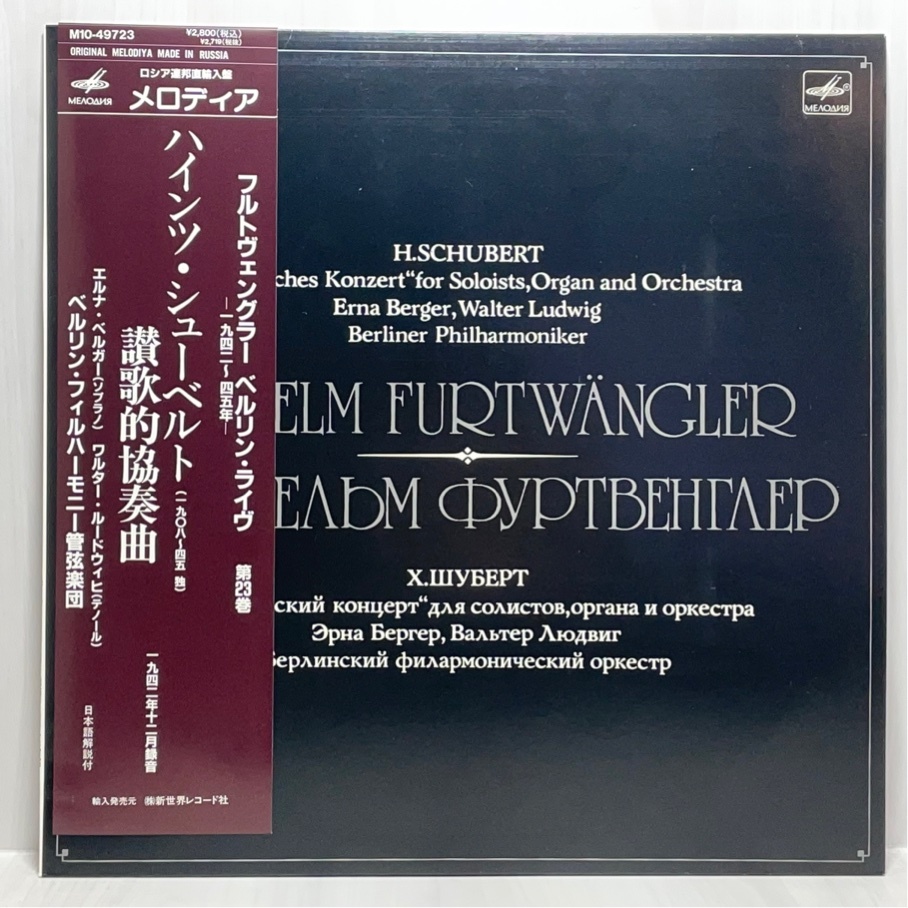 M10-49723
¥2,800(税込)
¥2,719(税抜)
ORIGINAL MELODIYA MADE IN RUSSIA
ロシア連邦直輸入盤
МЕЛОДИЯ
メロディア
フルトヴェングラー ベルリン・ライヴ 第23巻
—一九四二〜四五年—
ハインツ・シューベルト(一九〇八〜四五 独)
讃歌的協奏曲
一九四二年十二月録音
エルナ・ベルガー(ソプラノ) ワルター・ルードウィヒ(テノール)
ベルリン・フィルハーモニー管弦楽団
日本語解説付
輸入発売元 ㈱新世界レコード社
МЕЛОДИЯ
H.SCHUBERT
ches Konzert“for Soloists,Organ and Orchestra
Erna Berger,Walter Ludwig
Berliner Philharmoniker
ELM FURTWÄNGLER
ЕЛЬМ ФУРТВЕНГЛЕР
Х.ШУБЕРТ
ский концерт“для солистов,органа и оркестра
Эрна Бергер,Вальтер Людвиг
Берлинский филармонический оркестр